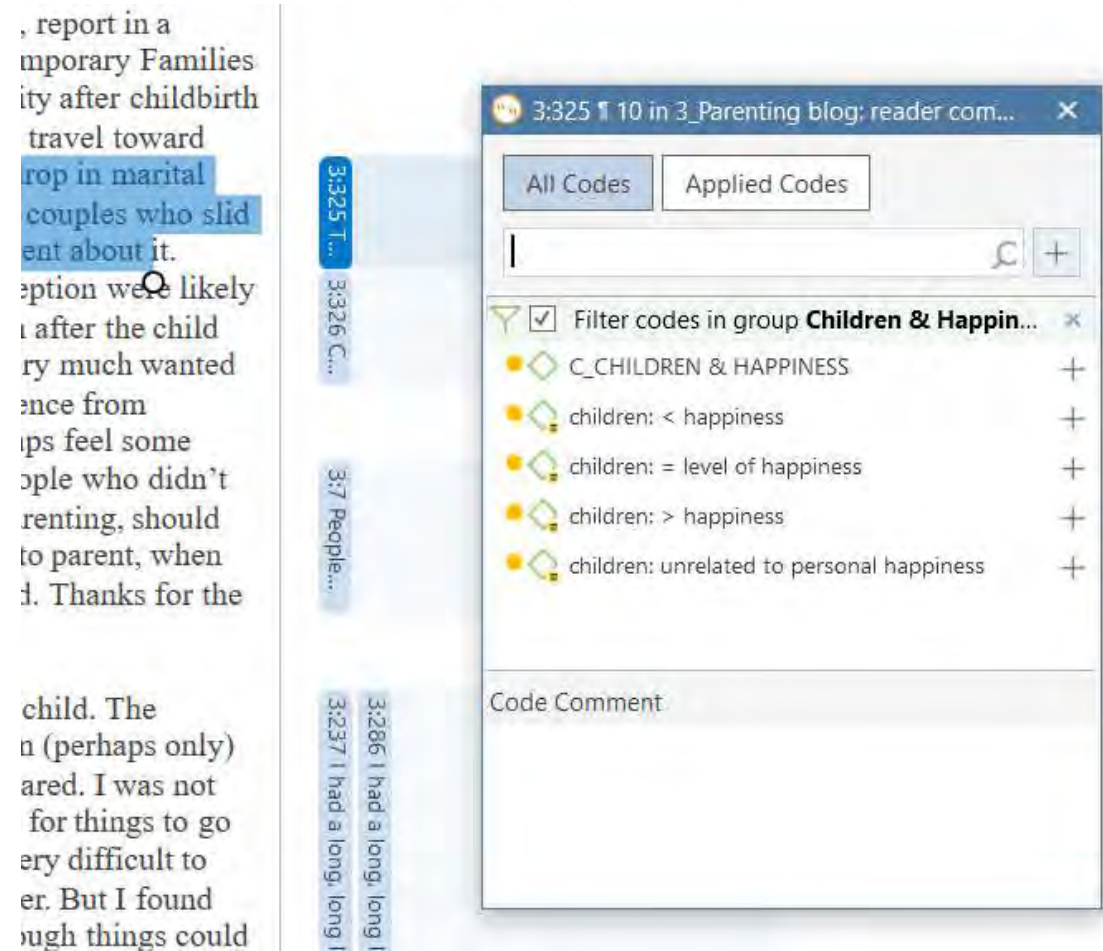 , report in a
mporary Families
ity after childbirth
travel toward
rop in marital
couples who slid
ent about it.
eption were likely
n after the child
ry much wanted
ence from
aps feel some
ople who didn't
renting, should
to parent, when
d. Thanks for the
child. The
n (perhaps only)
ared. I was not
for things to go
ery difficult to
er. But I found
ough things could
3:325 T...
3:326 C...
3:7 People...
3:237 I had a long, long l
3:286 I had a long, long l
3:325 ¶ 10 in 3_Parenting blog: reader com...
All Codes Applied Codes
Filter codes in group Children & Happin...
C_CHILDREN & HAPPINESS
children: < happiness
children: = level of happiness
children: > happiness
children: unrelated to personal happiness
Code Comment